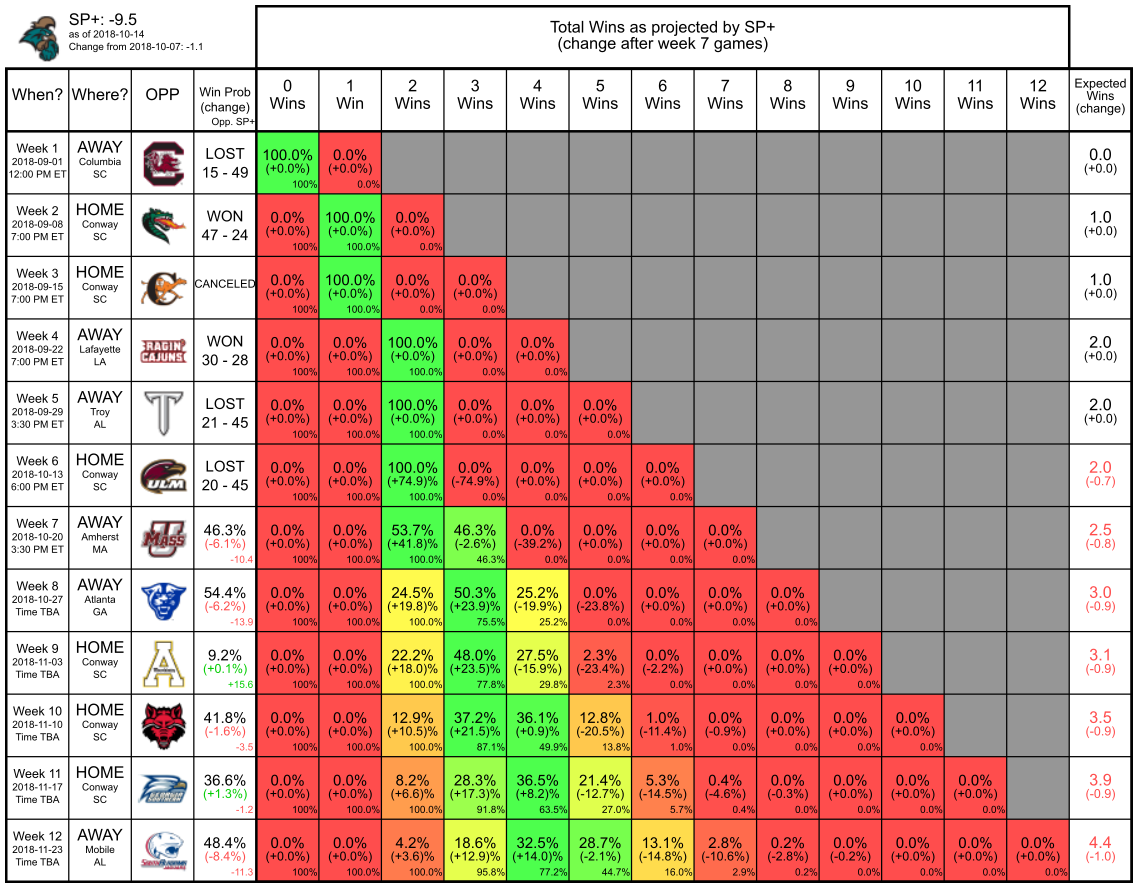 SP+: -9.5
as of 2018-10-14
Change from 2018-10-07: -1.1
Total Wins as projected by SP+
(change after week 7 games)
When? Where? OPP Win Prob (change) Opp. SP+ 0 Wins 1 Win 2 Wins 3 Wins 4 Wins 5 Wins 6 Wins 7 Wins 8 Wins 9 Wins 10 Wins 11 Wins 12 Wins Expected Wins (change)
Week 1 AWAY LOST 100.0% 0.0% 0.0
2018-09-01 Columbia 15 - 49 (+0.0%) (+0.0%) (+0.0)
12:00 PM ET SC 100% 0.0%
Week 2 HOME WON 0.0% 100.0% 0.0% 1.0
2018-09-08 Conway 47 - 24 (+0.0%) (+0.0%) (+0.0%) (+0.0)
7:00 PM ET SC 100% 100.0% 0.0%
Week 3 HOME CANCELED 0.0% 100.0% 0.0% 0.0% 1.0
2018-09-15 Conway (+0.0%) (+0.0%) (+0.0%) (+0.0%) (+0.0)
7:00 PM ET SC 100% 100.0% 0.0% 0.0%
Week 4 AWAY RAGIN' WON 0.0% 0.0% 100.0% 0.0% 0.0% 2.0
2018-09-22 Lafayette CAJUNS 30 - 28 (+0.0%) (+0.0%) (+0.0%) (+0.0%) (+0.0%) (+0.0)
7:00 PM ET LA 100% 100.0% 100.0% 0.0% 0.0%
Week 5 AWAY T LOST 0.0% 0.0% 100.0% 0.0% 0.0% 0.0% 2.0
2018-09-29 Troy 21 - 45 (+0.0%) (+0.0%) (+0.0%) (+0.0%) (+0.0%) (+0.0%) (+0.0)
3:30 PM ET AL 100% 100.0% 100.0% 0.0% 0.0% 0.0%
Week 6 HOME ULM LOST 0.0% 0.0% 100.0% 0.0% 0.0% 0.0% 0.0% 2.0
2018-10-13 Conway 20 - 45 (+0.0%) (+0.0%) (+74.9%) (-74.9%) (+0.0%) (+0.0%) (+0.0%) (-0.7)
6:00 PM ET SC 100% 100.0% 100.0% 0.0% 0.0% 0.0% 0.0%
Week 7 AWAY U MASS 46.3% 0.0% 0.0% 53.7% 46.3% 0.0% 0.0% 0.0% 0.0% 2.5
2018-10-20 Amherst (-6.1%) (+0.0%) (+0.0%) (+41.8)% (-2.6%) (-39.2%) (+0.0%) (+0.0%) (+0.0%) (-0.8)
3:30 PM ET MA -10.4 100% 100.0% 100.0% 46.3% 0.0% 0.0% 0.0% 0.0%
Week 8 AWAY 54.4% 0.0% 0.0% 24.5% 50.3% 25.2% 0.0% 0.0% 0.0% 0.0% 3.0
2018-10-27 Atlanta (-6.2%) (+0.0%) (+0.0%) (+19.8)% (+23.9)% (-19.9%) (-23.8%) (+0.0%) (+0.0%) (+0.0%) (-0.9)
Time TBA GA -13.9 100% 100.0% 100.0% 75.5% 25.2% 0.0% 0.0% 0.0% 0.0%
Week 9 HOME A 9.2% 0.0% 0.0% 22.2% 48.0% 27.5% 2.3% 0.0% 0.0% 0.0% 0.0% 3.1
2018-11-03 Conway (+0.1%) (+0.0%) (+0.0%) (+18.0)% (+23.5)% (-15.9%) (-23.4%) (-2.2%) (+0.0%) (+0.0%) (+0.0%) (-0.9)
Time TBA SC +15.6 100% 100.0% 100.0% 77.8% 29.8% 2.3% 0.0% 0.0% 0.0% 0.0%
Week 10 HOME 41.8% 0.0% 0.0% 12.9% 37.2% 36.1% 12.8% 1.0% 0.0% 0.0% 0.0% 0.0% 3.5
2018-11-10 Conway (-1.6%) (+0.0%) (+0.0%) (+10.5)% (+21.5)% (+0.9)% (-20.5%) (-11.4%) (-0.9%) (+0.0%) (+0.0%) (+0.0%) (-0.9)
Time TBA SC -3.5 100% 100.0% 100.0% 87.1% 49.9% 13.8% 1.0% 0.0% 0.0% 0.0% 0.0%
Week 11 HOME 36.6% 0.0% 0.0% 8.2% 28.3% 36.5% 21.4% 5.3% 0.4% 0.0% 0.0% 0.0% 0.0% 3.9
2018-11-17 Conway (+1.3%) (+0.0%) (+0.0%) (+6.6)% (+17.3)% (+8.2)% (-12.7%) (-14.5%) (-4.6%) (-0.3%) (+0.0%) (+0.0%) (+0.0%) (-0.9)
Time TBA SC -1.2 100% 100.0% 100.0% 91.8% 63.5% 27.0% 5.7% 0.4% 0.0% 0.0% 0.0% 0.0%
Week 12 AWAY 48.4% 0.0% 0.0% 4.2% 18.6% 32.5% 28.7% 13.1% 2.8% 0.2% 0.0% 0.0% 0.0% 0.0% 4.4
2018-11-23 Mobile (-8.4%) (+0.0%) (+0.0%) (+3.6)% (+12.9)% (+14.0)% (-2.1%) (-14.8%) (-10.6%) (-2.8%) (-0.2%) (+0.0%) (+0.0%) (+0.0%) (-1.0)
Time TBA AL -11.3 100% 100.0% 100.0% 95.8% 77.2% 44.7% 16.0% 2.9% 0.2% 0.0% 0.0% 0.0% 0.0%